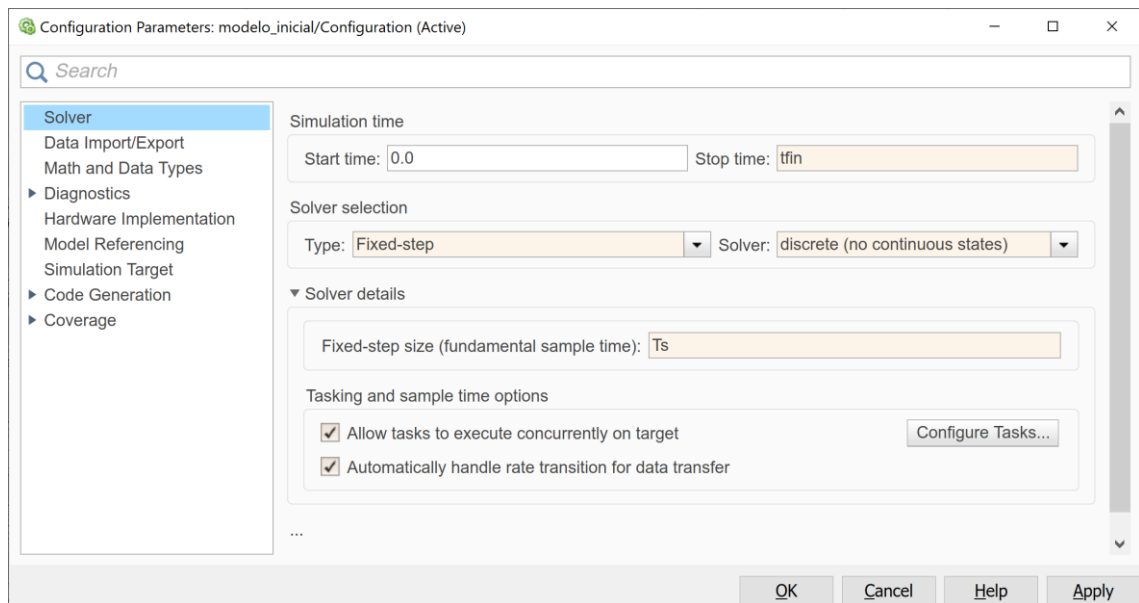 Configuration Parameters: modelo_inicial/Configuration (Active)
Search
Solver
Data Import/Export
Math and Data Types
Diagnostics
Hardware Implementation
Model Referencing
Simulation Target
Code Generation
Coverage
Simulation time
Start time: 0.0 Stop time: tfin
Solver selection
Type: Fixed-step Solver: discrete (no continuous states)
Solver details
Fixed-step size (fundamental sample time): Ts
Tasking and sample time options
Allow tasks to execute concurrently on target Configure Tasks...
Automatically handle rate transition for data transfer
...
OK Cancel Help Apply